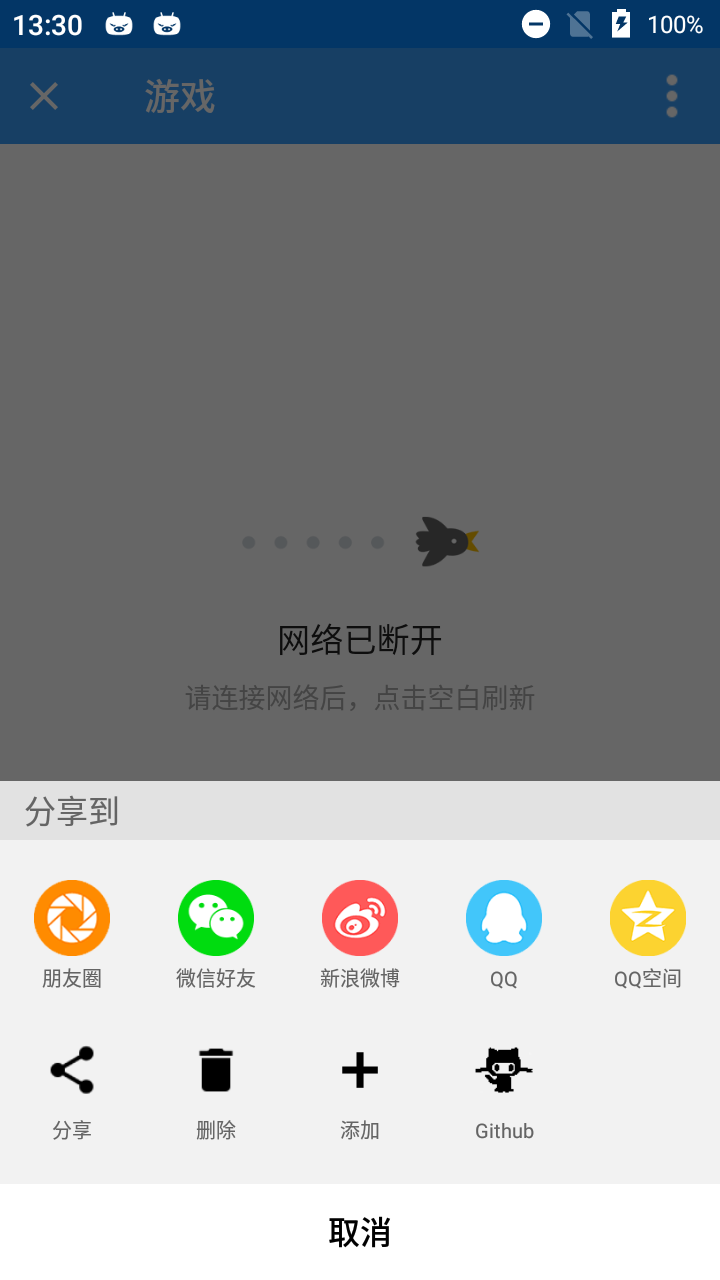 13:30
100%
游戏
网络已断开
请连接网络后，点击空白刷新
分享到
朋友圈
微信好友
新浪微博
QQ
QQ空间
分享
删除
添加
Github
取消